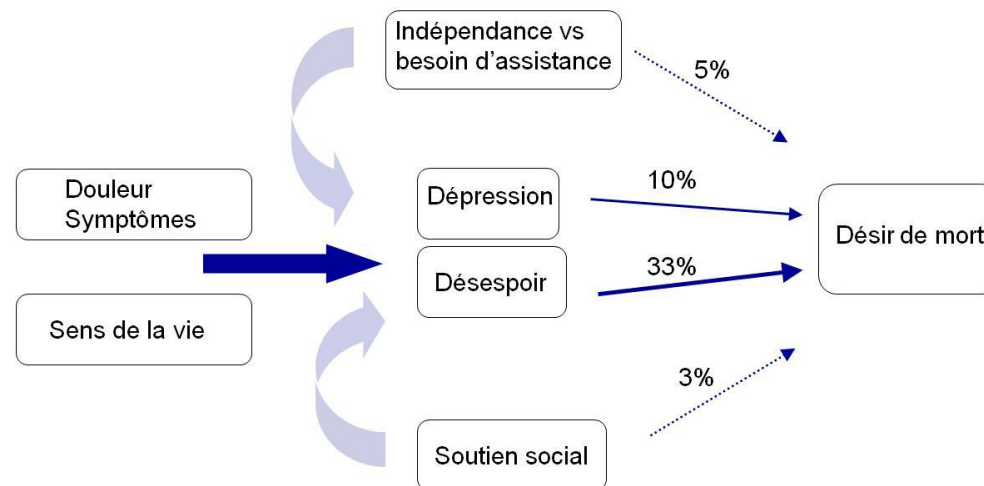 Indépendance vs
besoin d'assistance
5%
Douleur
Symptômes
Dépression
10%
Désir de mort
Désespoir
33%
Sens de la vie
3%
Soutien social